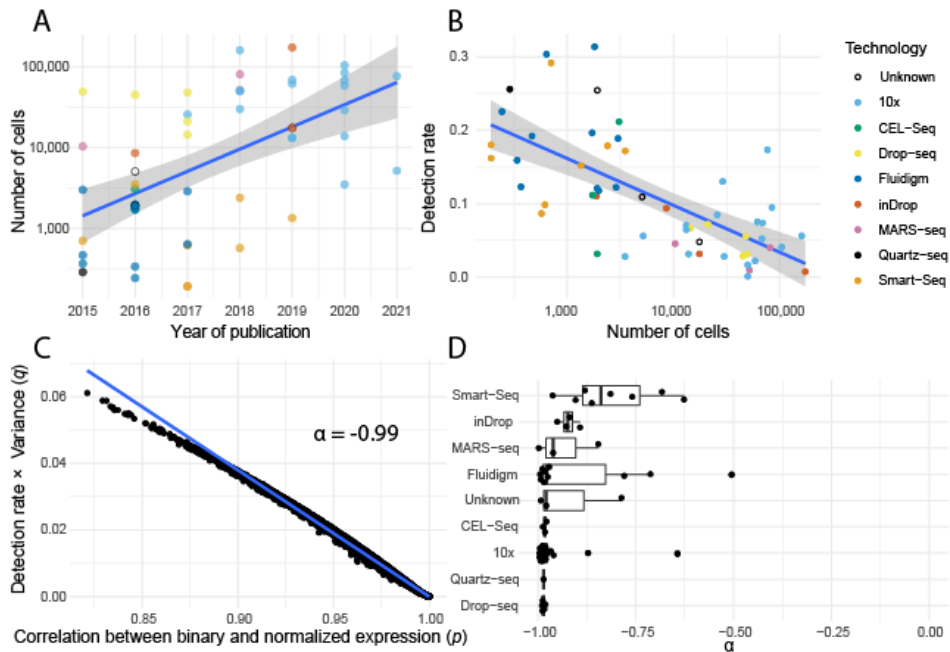 A
Number of cells
100,000
10,000
1,000
2015 2016 2017 2018 2019 2020 2021
Year of publication
B
Detection rate
0.3
0.2
0.1
0.0
1,000 10,000 100,000
Number of cells
Technology
Unknown
10x
CEL-Seq
Drop-seq
Fluidigm
inDrop
MARS-seq
Quartz-seq
Smart-Seq
C
Detection rate × Variance (q)
0.06
0.04
0.02
0.00
α = -0.99
0.85 0.90 0.95 1.00
Correlation between binary and normalized expression (p)
D
Smart-Seq
inDrop
MARS-seq
Fluidigm
Unknown
CEL-Seq
10x
Quartz-seq
Drop-seq
-1.00 -0.75 -0.50 -0.25 0.00
α